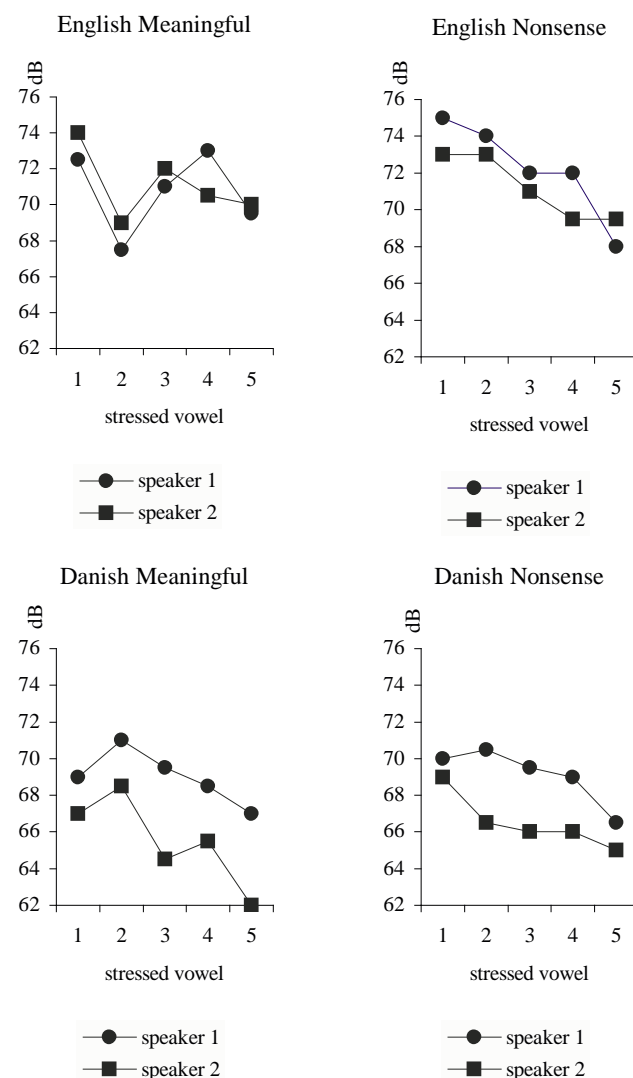 English Meaningful
dB
76
74
72
70
68
66
64
62
1 2 3 4 5
stressed vowel
speaker 1
speaker 2
English Nonsense
dB
76
74
72
70
68
66
64
62
1 2 3 4 5
stressed vowel
speaker 1
speaker 2
Danish Meaningful
dB
76
74
72
70
68
66
64
62
1 2 3 4 5
stressed vowel
speaker 1
speaker 2
Danish Nonsense
dB
76
74
72
70
68
66
64
62
1 2 3 4 5
stressed vowel
speaker 1
speaker 2